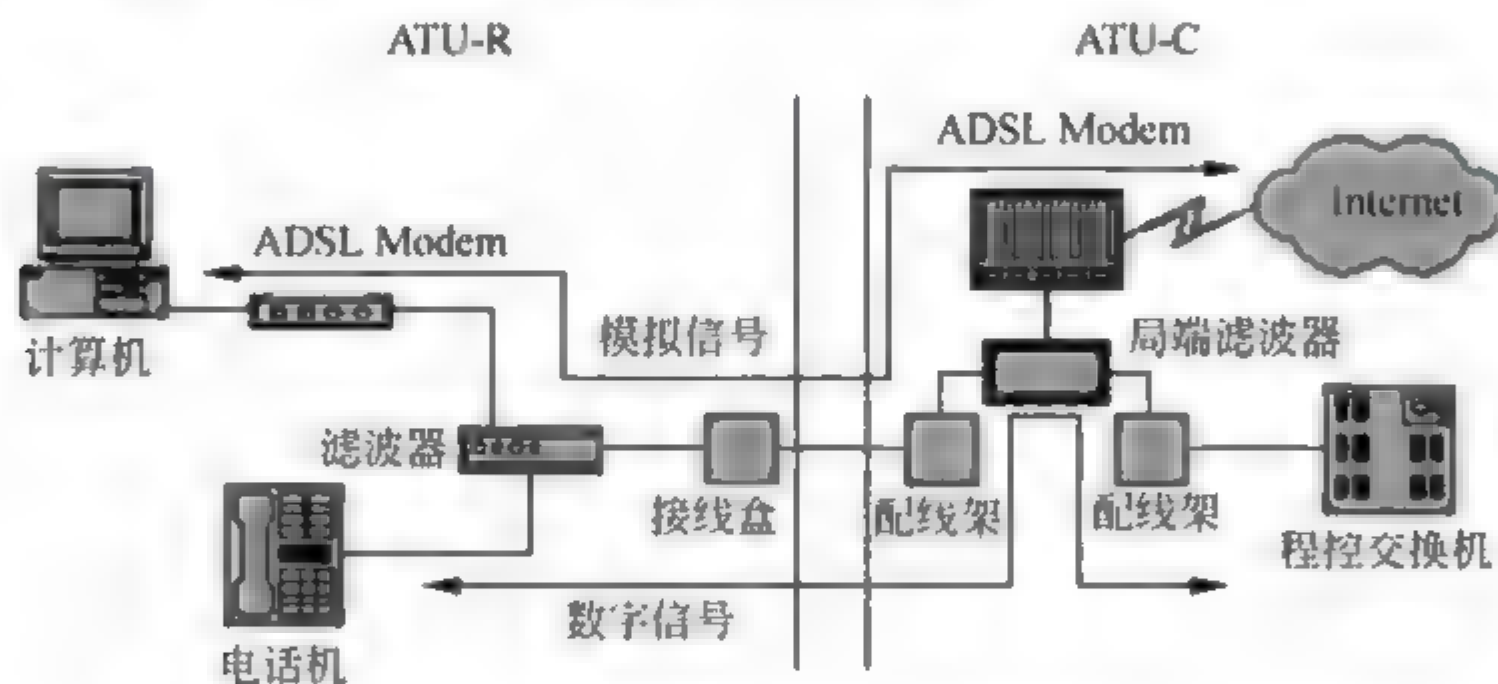 ATU-R
ATU-C
ADSL Modem
Internet
ADSL Modem
计算机
模拟信号
局端滤波器
滤波器
接线盒
配线架
配线架
程控交换机
数字信号
电话机